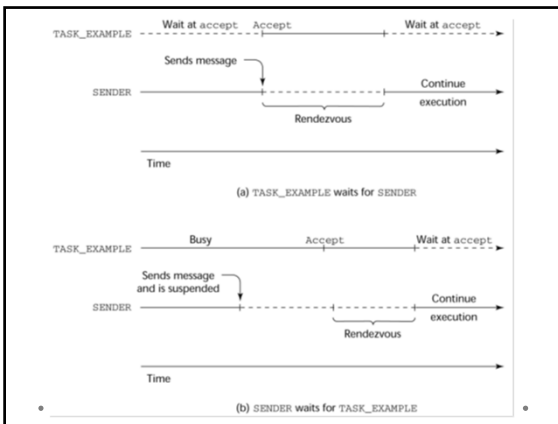 Wait at accept Accept Wait at accept
TASK_EXAMPLE
Sends message
Continue
SENDER
execution
Rendezvous
Time
(a) TASK_EXAMPLE waits for SENDER
Busy Accept Wait at accept
TASK_EXAMPLE
Sends message
and is suspended
Continue
SENDER
execution
Rendezvous
Time
(b) SENDER waits for TASK_EXAMPLE